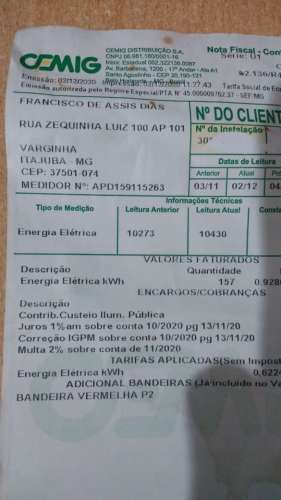 CEMIG
CEMIG DISTRIBUIÇÃO S.A.
CNPJ 06.981.180/0001-16
Insc. Estadual 062.322136.0087
Av. Barbacena, 1200 - 17º Andar - Ala A1
Santo Agostinho - CEP 30.190-131
Belo Horizonte - MG - Brasil
Nota Fiscal - Con
Série U1
Emissão: 03/12/2020
11:27:43
Emissão autorizada pelo Regime Especial/PTA Nº 45.000009762.37 - SEF/MG
Tarifa Social de E
FRANCISCO DE ASSIS DIAS
RUA ZEQUINHA LUIZ 100 AP 101
VARGINHA
ITAJUBA - MG
CEP: 37501-074
MEDIDOR Nº: APD159115263
Nº DO CLIENT
Nº da Instalação
30
Datas de Leitura
Anterior Atual
03/11 02/12 04
Informações Técnicas
Tipo de Medição Leitura Anterior Leitura Atual Consta
Energia Elétrica 10273 10430
VALORES FATURADOS
Descrição Quantidade
Energia Elétrica kWh 157 0.928
ENCARGOS/COBRANÇAS
Descrição
Contrib.Custeio Ilum. Pública
Juros 1%am sobre conta 10/2020 pg 13/11/20
Correção IGPM sobre conta 10/2020 pg 13/11/20
Multa 2% sobre conta de 11/2020
TARIFAS APLICADAS(Sem Impost
Energia Elétrica kWh 0.622
ADICIONAL BANDEIRAS (Já incluído no Va
BANDEIRA VERMELHA P2
CEMIG